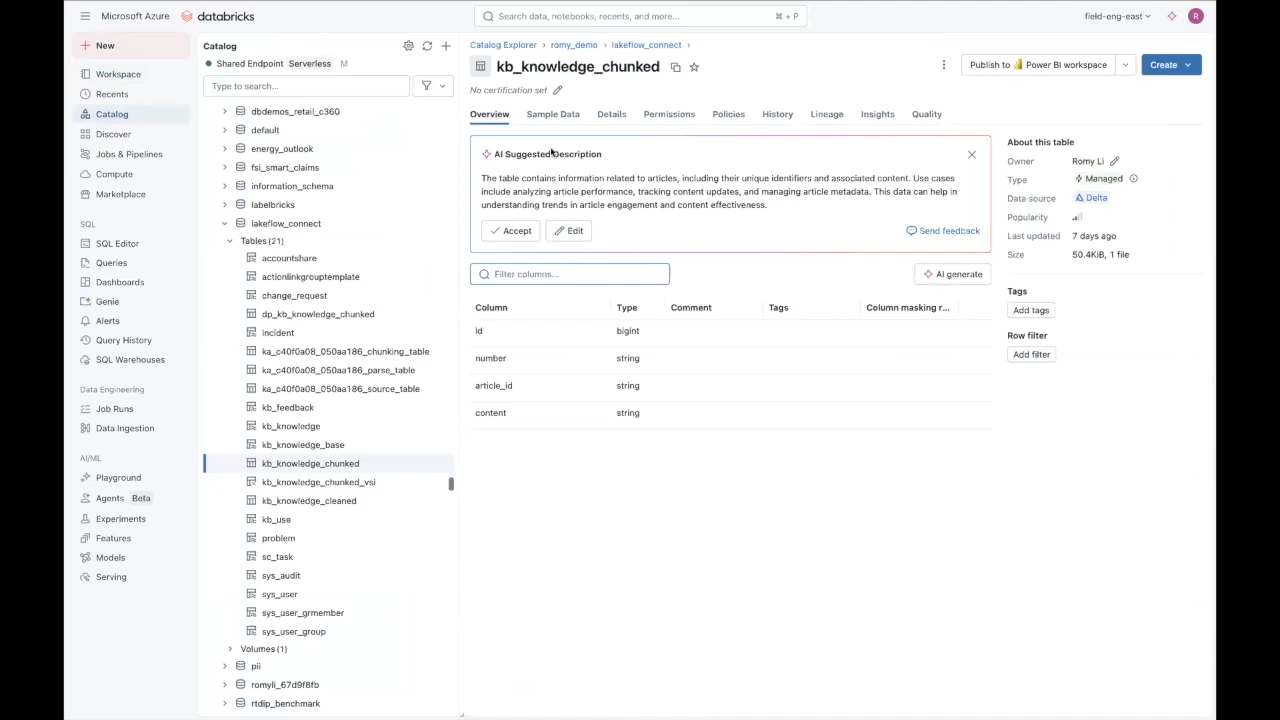 Microsoft Azure
databricks
Search data, notebooks, recents, and more...
⌘ + P
field-eng-east
R
New
Workspace
Recents
Catalog
Discover
Jobs & Pipelines
Compute
Marketplace
SQL
SQL Editor
Queries
Dashboards
Genie
Alerts
Query History
SQL Warehouses
Data Engineering
Job Runs
Data Ingestion
AI/ML
Playground
Agents Beta
Experiments
Features
Models
Serving
Catalog
Shared Endpoint Serverless M
Type to search...
dbdemos_retail_c360
default
energy_outlook
fsi_smart_claims
information_schema
labelbricks
lakeflow_connect
Tables (21)
accountshare
actionlinkgrouptemplate
change_request
dp_kb_knowledge_chunked
incident
ka_c40f0a08_050aa186_chunking_table
ka_c40f0a08_050aa186_parse_table
ka_c40f0a08_050aa186_source_table
kb_feedback
kb_knowledge
kb_knowledge_base
kb_knowledge_chunked
kb_knowledge_chunked_vsi
kb_knowledge_cleaned
kb_use
problem
sc_task
sys_audit
sys_user
sys_user_grmember
sys_user_group
Volumes (1)
pii
romyli_67d9f8fb
rtdip_benchmark
Catalog Explorer > romy_demo > lakeflow_connect >
kb_knowledge_chunked
Publish to Power BI workspace
Create
No certification set
Overview Sample Data Details Permissions Policies History Lineage Insights Quality
AI Suggested Description
The table contains information related to articles, including their unique identifiers and associated content. Use cases
include analyzing article performance, tracking content updates, and managing article metadata. This data can help in
understanding trends in article engagement and content effectiveness.
Accept
Edit
Send feedback
Filter columns...
AI generate
Column Type Comment Tags Column masking r...
id bigint
number string
article_id string
content string
About this table
Owner Romy Li
Type Managed
Data source Delta
Popularity
Last updated 7 days ago
Size 50.4KiB, 1 file
Tags
Add tags
Row filter
Add filter